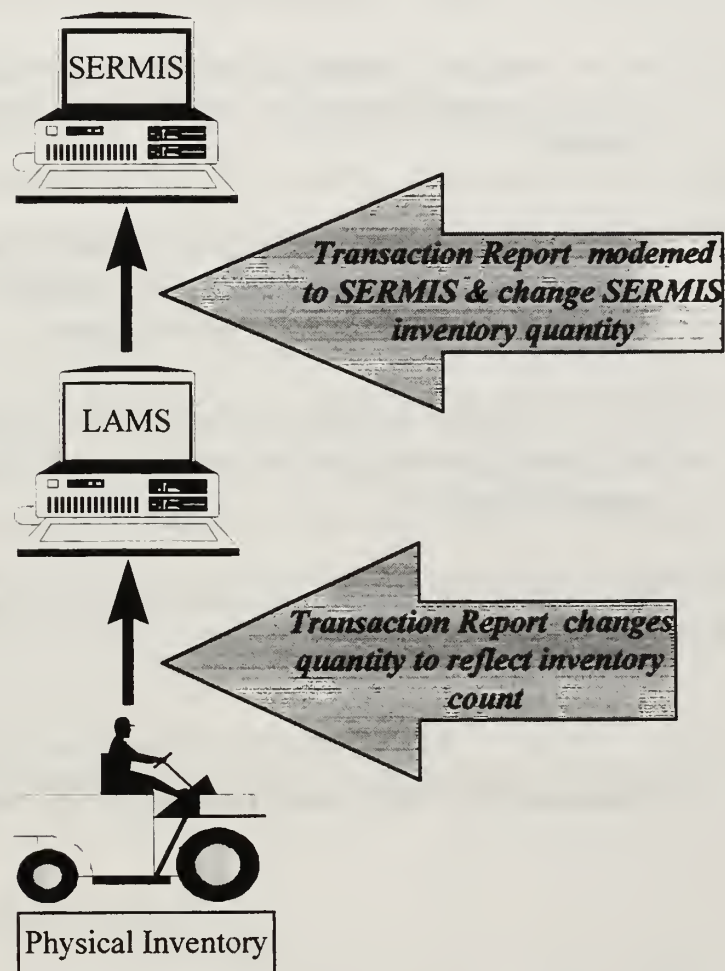 SERMIS
Transaction Report modemed
to SERMIS & change SERMIS
inventory quantity
LAMS
Transaction Report changes
quantity to reflect inventory
count
Physical Inventory